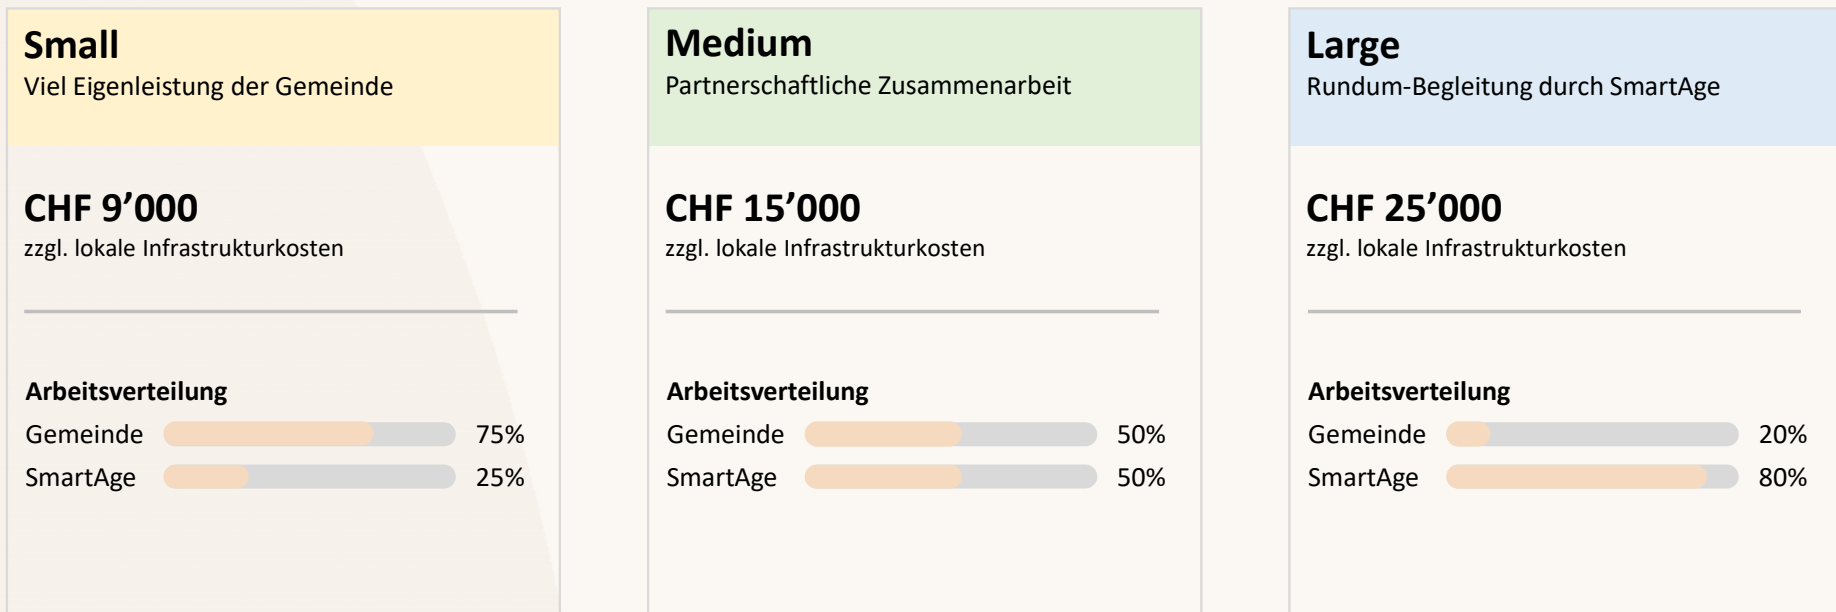 Small
Viel Eigenleistung der Gemeinde
CHF 9’000
zzgl. lokale Infrastrukturkosten
Arbeitsverteilung
Gemeinde 75%
SmartAge 25%
Medium
Partnerschaftliche Zusammenarbeit
CHF 15’000
zzgl. lokale Infrastrukturkosten
Arbeitsverteilung
Gemeinde 50%
SmartAge 50%
Large
Rundum-Begleitung durch SmartAge
CHF 25’000
zzgl. lokale Infrastrukturkosten
Arbeitsverteilung
Gemeinde 20%
SmartAge 80%